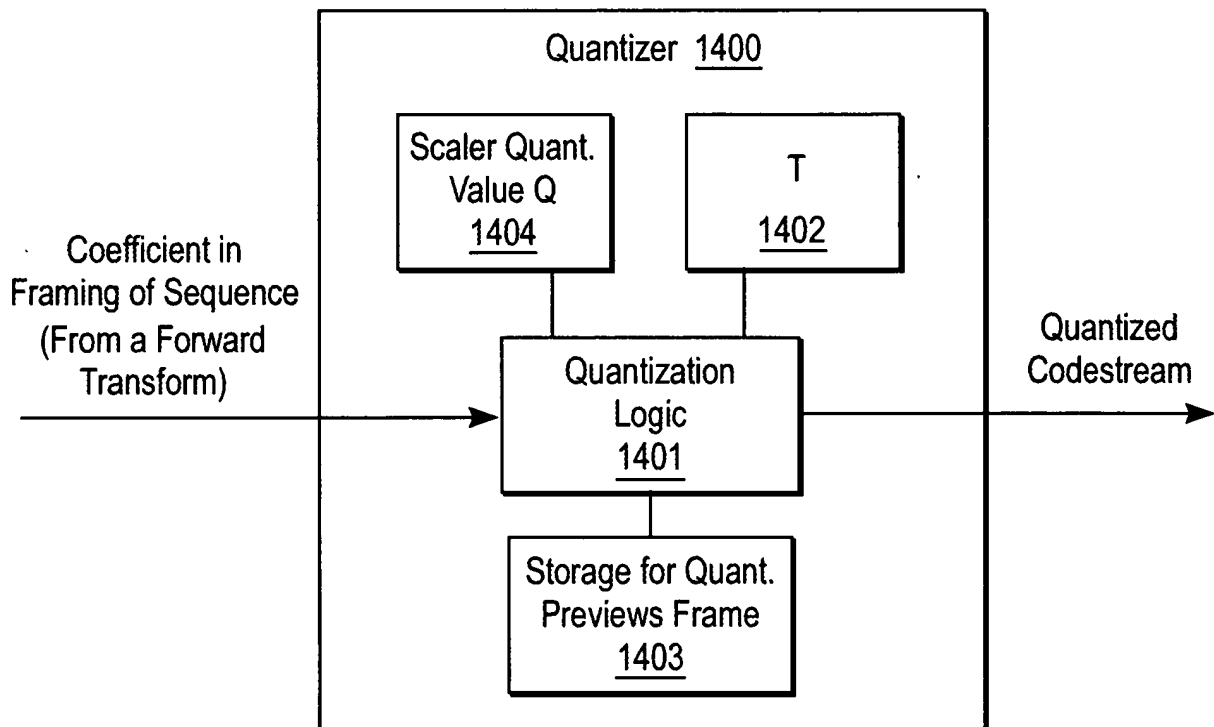 Quantizer 1400
Scaler Quant.
Value Q
1404
T
1402
Coefficient in
Framing of Sequence
(From a Forward
Transform)
Quantization
Logic
1401
Quantized
Codestream
Storage for Quant.
Previews Frame
1403